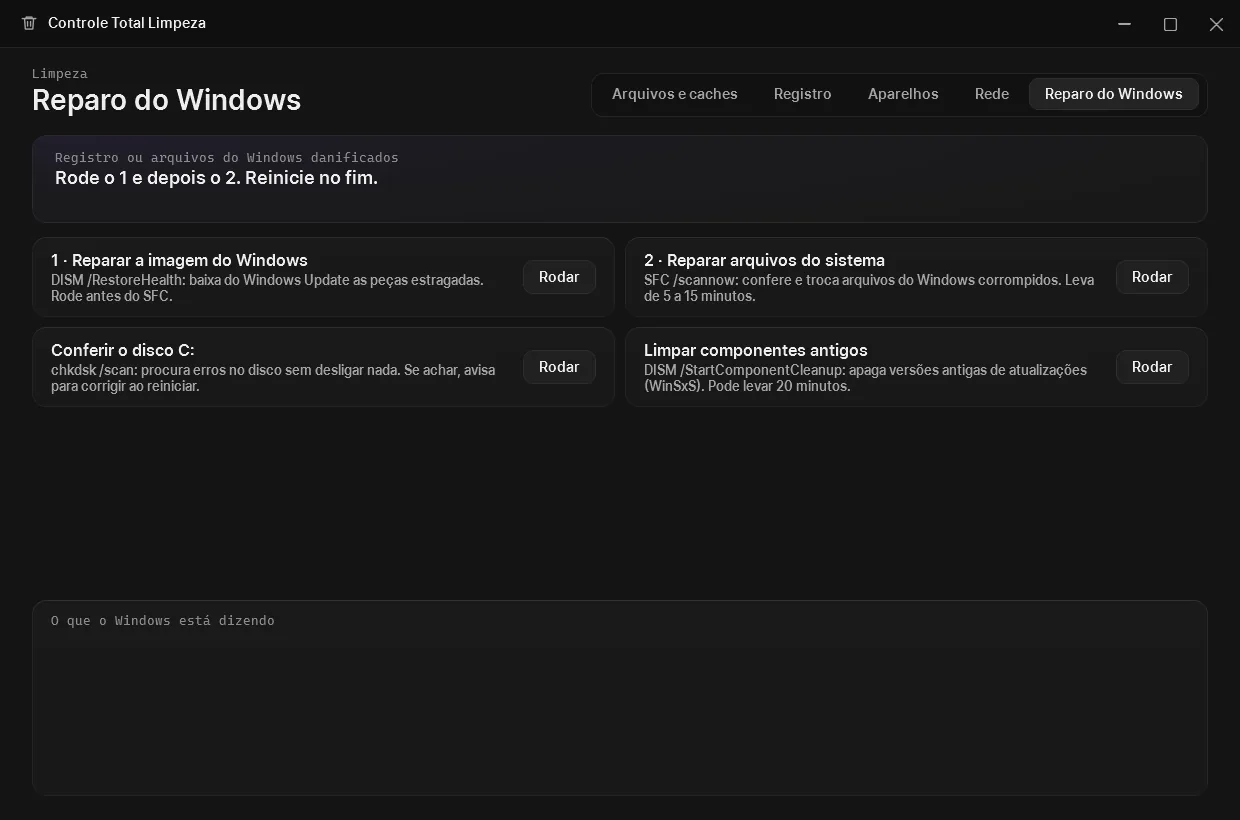 Controle Total Limpeza
Limpeza
Reparo do Windows
Arquivos e caches
Registro
Aparelhos
Rede
Reparo do Windows
Registro ou arquivos do Windows danificados
Rode o 1 e depois o 2. Reinicie no fim.
1 · Reparar a imagem do Windows
DISM /RestoreHealth: baixa do Windows Update as peças estragadas.
Rode antes do SFC.
Rodar
2 · Reparar arquivos do sistema
SFC /scannow: confere e troca arquivos do Windows corrompidos. Leva
de 5 a 15 minutos.
Rodar
Conferir o disco C:
chkdsk /scan: procura erros no disco sem desligar nada. Se achar, avisa
para corrigir ao reiniciar.
Rodar
Limpar componentes antigos
DISM /StartComponentCleanup: apaga versões antigas de atualizações
(WinSxS). Pode levar 20 minutos.
Rodar
O que o Windows está dizendo